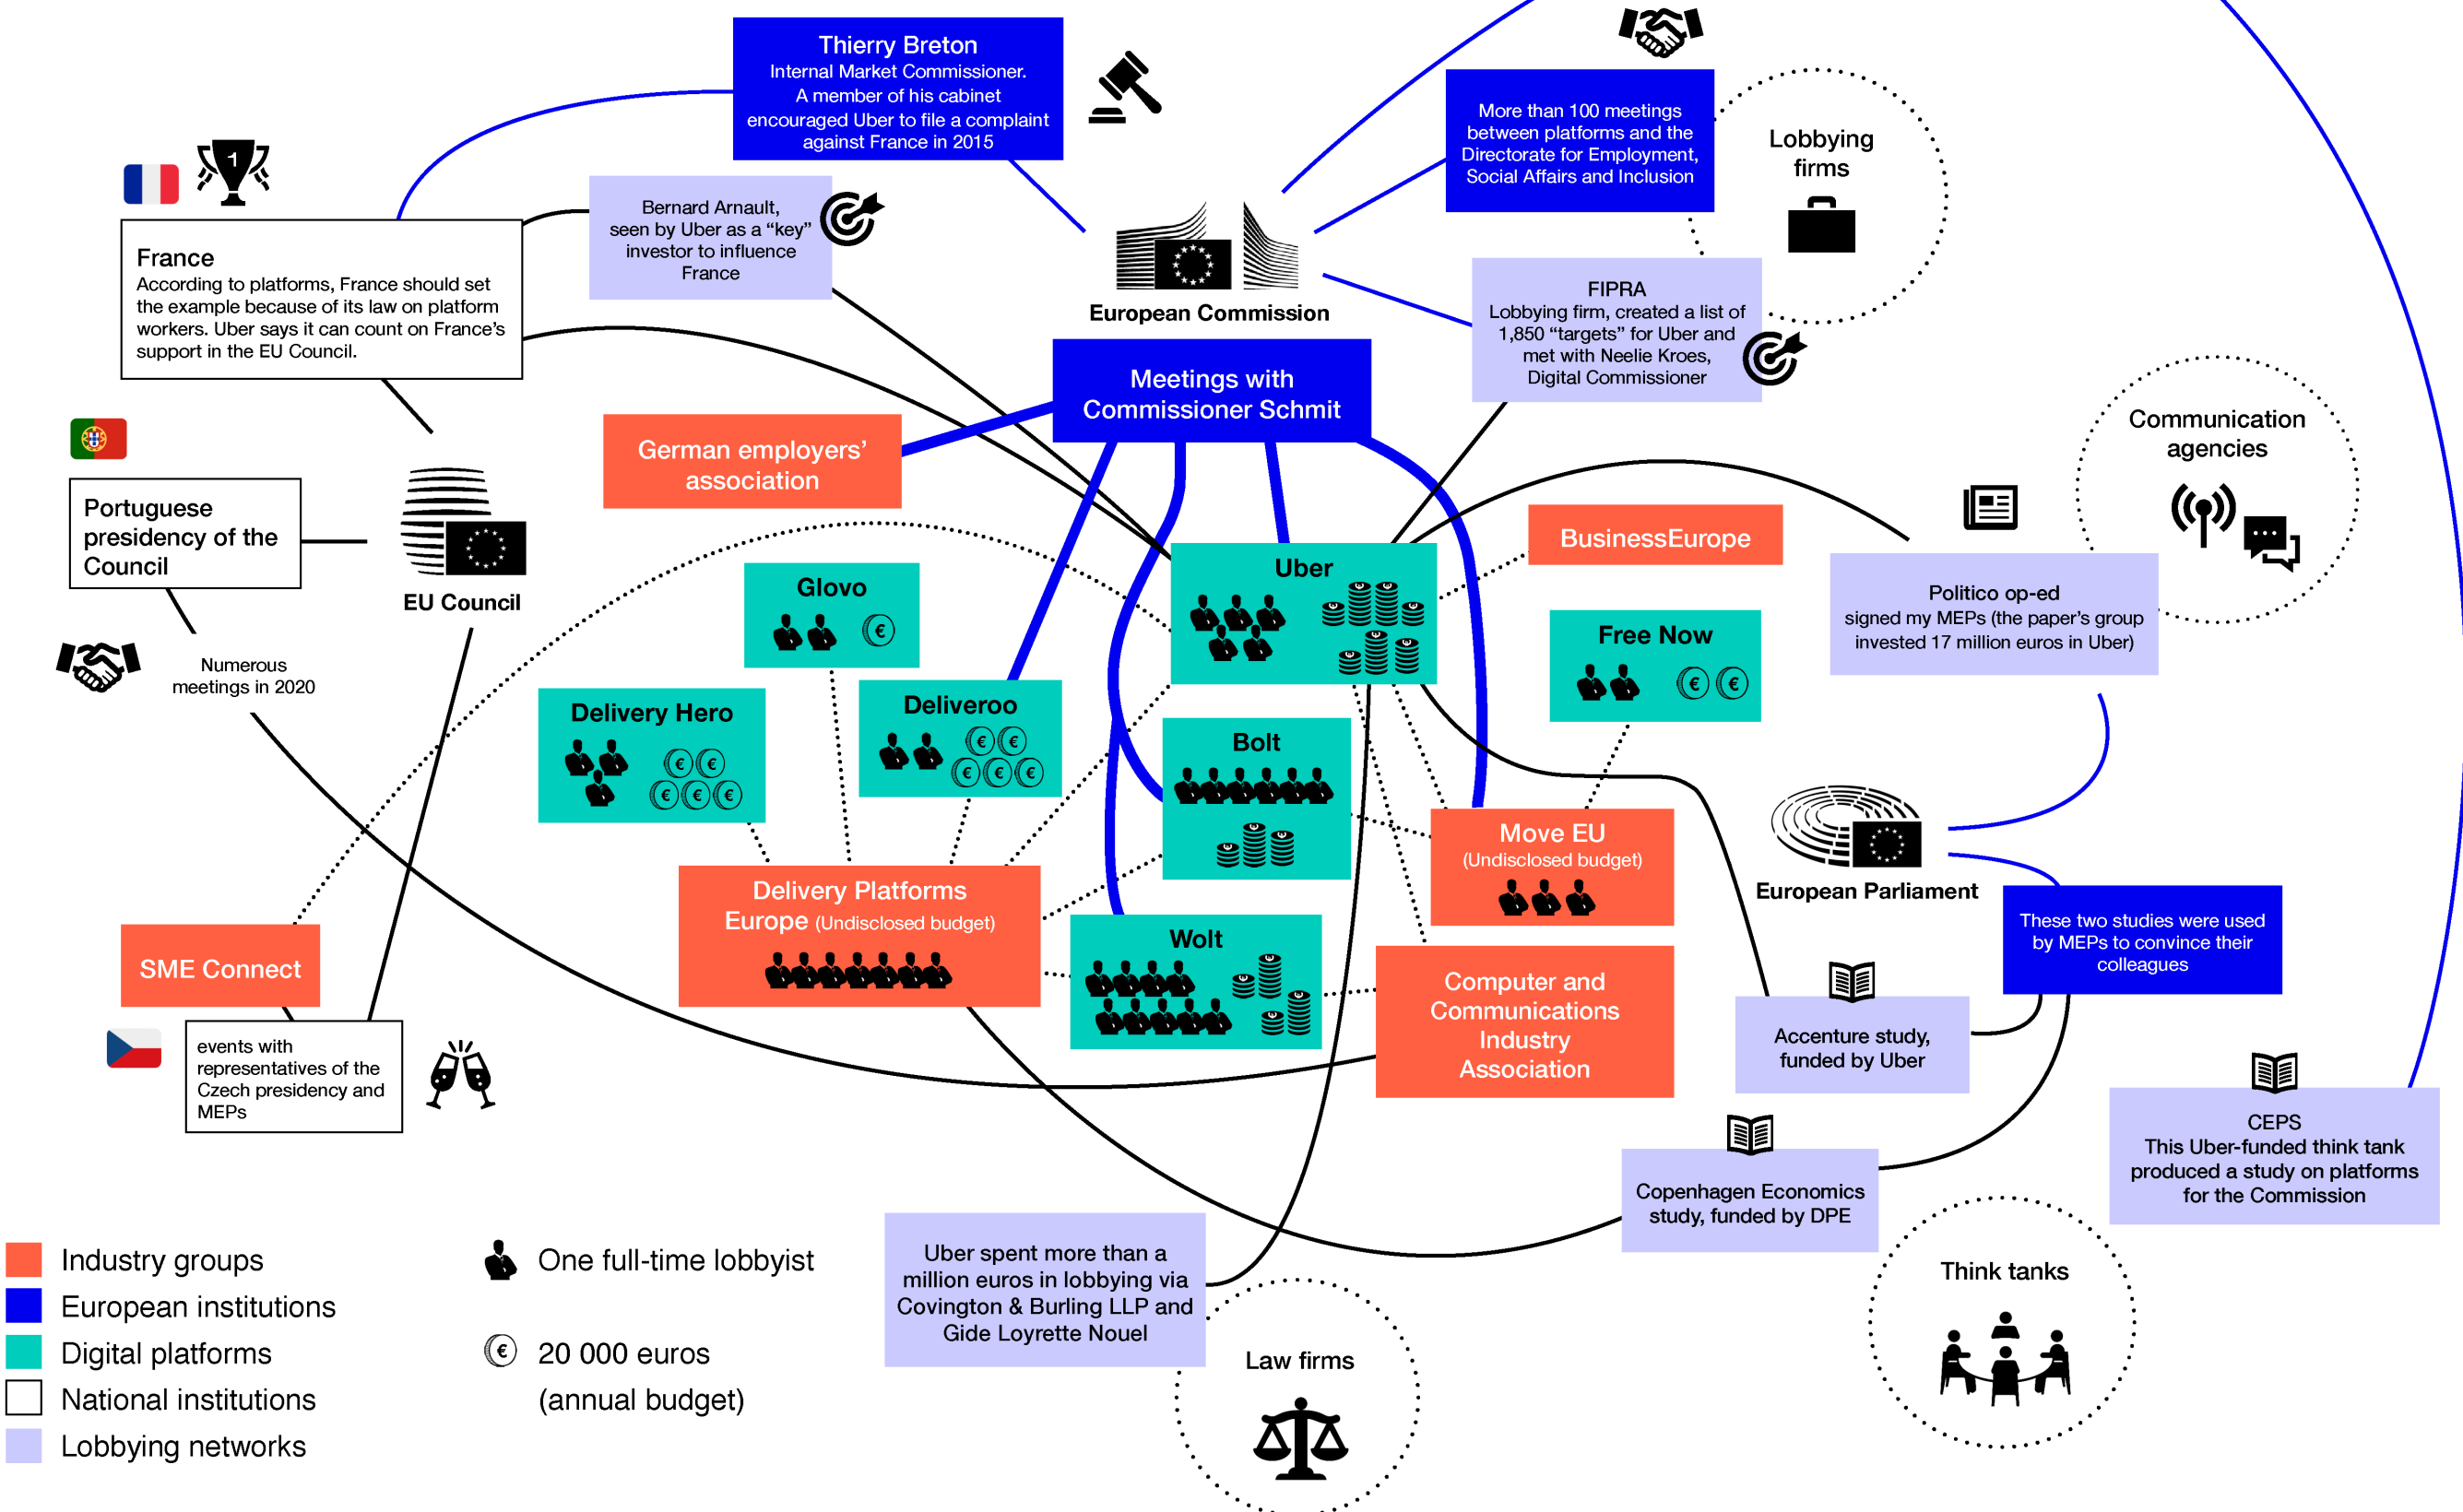 Thierry Breton
Internal Market Commissioner.
A member of his cabinet
encouraged Uber to file a complaint
against France in 2015
More than 100 meetings
between platforms and the
Directorate for Employment,
Social Affairs and Inclusion
Lobbying
firms
1
Bernard Arnault,
seen by Uber as a “key”
investor to influence
France
France
According to platforms, France should set
the example because of its law on platform
workers. Uber says it can count on France’s
support in the EU Council.
European Commission
FIPRA
Lobbying firm, created a list of
1,850 “targets” for Uber and
met with Neelie Kroes,
Digital Commissioner
Meetings with
Commissioner Schmit
German employers’
association
Communication
agencies
Portuguese
presidency of the
Council
EU Council
BusinessEurope
Uber
Glovo
€
Politico op-ed
signed my MEPs (the paper’s group
invested 17 million euros in Uber)
Free Now
€ €
Numerous
meetings in 2020
Delivery Hero
€ €
€ € €
Deliveroo
€ €
€ € €
Bolt
Move EU
(Undisclosed budget)
European Parliament
Delivery Platforms
Europe (Undisclosed budget)
These two studies were used
by MEPs to convince their
colleagues
Wolt
SME Connect
Computer and
Communications
Industry
Association
events with
representatives of the
Czech presidency and
MEPs
Accenture study,
funded by Uber
CEPS
This Uber-funded think tank
produced a study on platforms
for the Commission
Copenhagen Economics
study, funded by DPE
Uber spent more than a
million euros in lobbying via
Covington & Burling LLP and
Gide Loyrette Nouel
Think tanks
Law firms
Industry groups
European institutions
Digital platforms
National institutions
Lobbying networks
One full-time lobbyist
€ 20 000 euros
(annual budget)